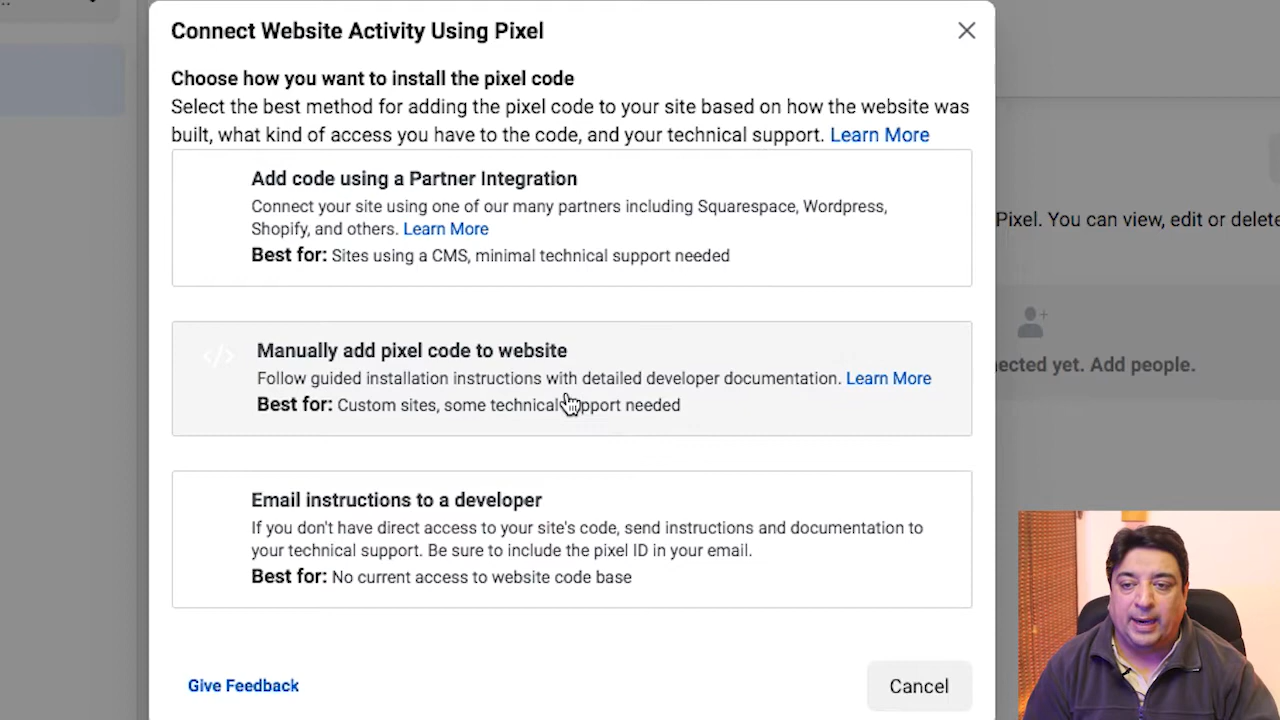 Connect Website Activity Using Pixel
Choose how you want to install the pixel code
Select the best method for adding the pixel code to your site based on how the website was
built, what kind of access you have to the code, and your technical support. Learn More
Add code using a Partner Integration
Connect your site using one of our many partners including Squarespace, Wordpress,
Shopify, and others. Learn More
Best for: Sites using a CMS, minimal technical support needed
Pixel. You can view, edit or delete
</> Manually add pixel code to website
Follow guided installation instructions with detailed developer documentation. Learn More
Best for: Custom sites, some technical support needed
ected yet. Add people.
Email instructions to a developer
If you don't have direct access to your site's code, send instructions and documentation to
your technical support. Be sure to include the pixel ID in your email.
Best for: No current access to website code base
Give Feedback
Cancel